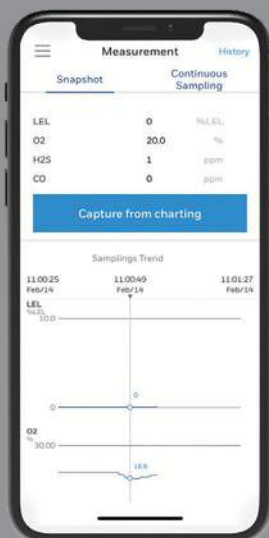 Measurement
History
Snapshot
Continuous
Sampling
LEL 0 %LEL
O2 20.0 %
H2S 1 ppm
CO 0 ppm
Capture from charting
Samplings Trend
11:00:25 11:00:49 11:01:27
Feb/14 Feb/14 Feb/14
LEL
%LEL
10.0
0
0
O2
%
30.00
18.8